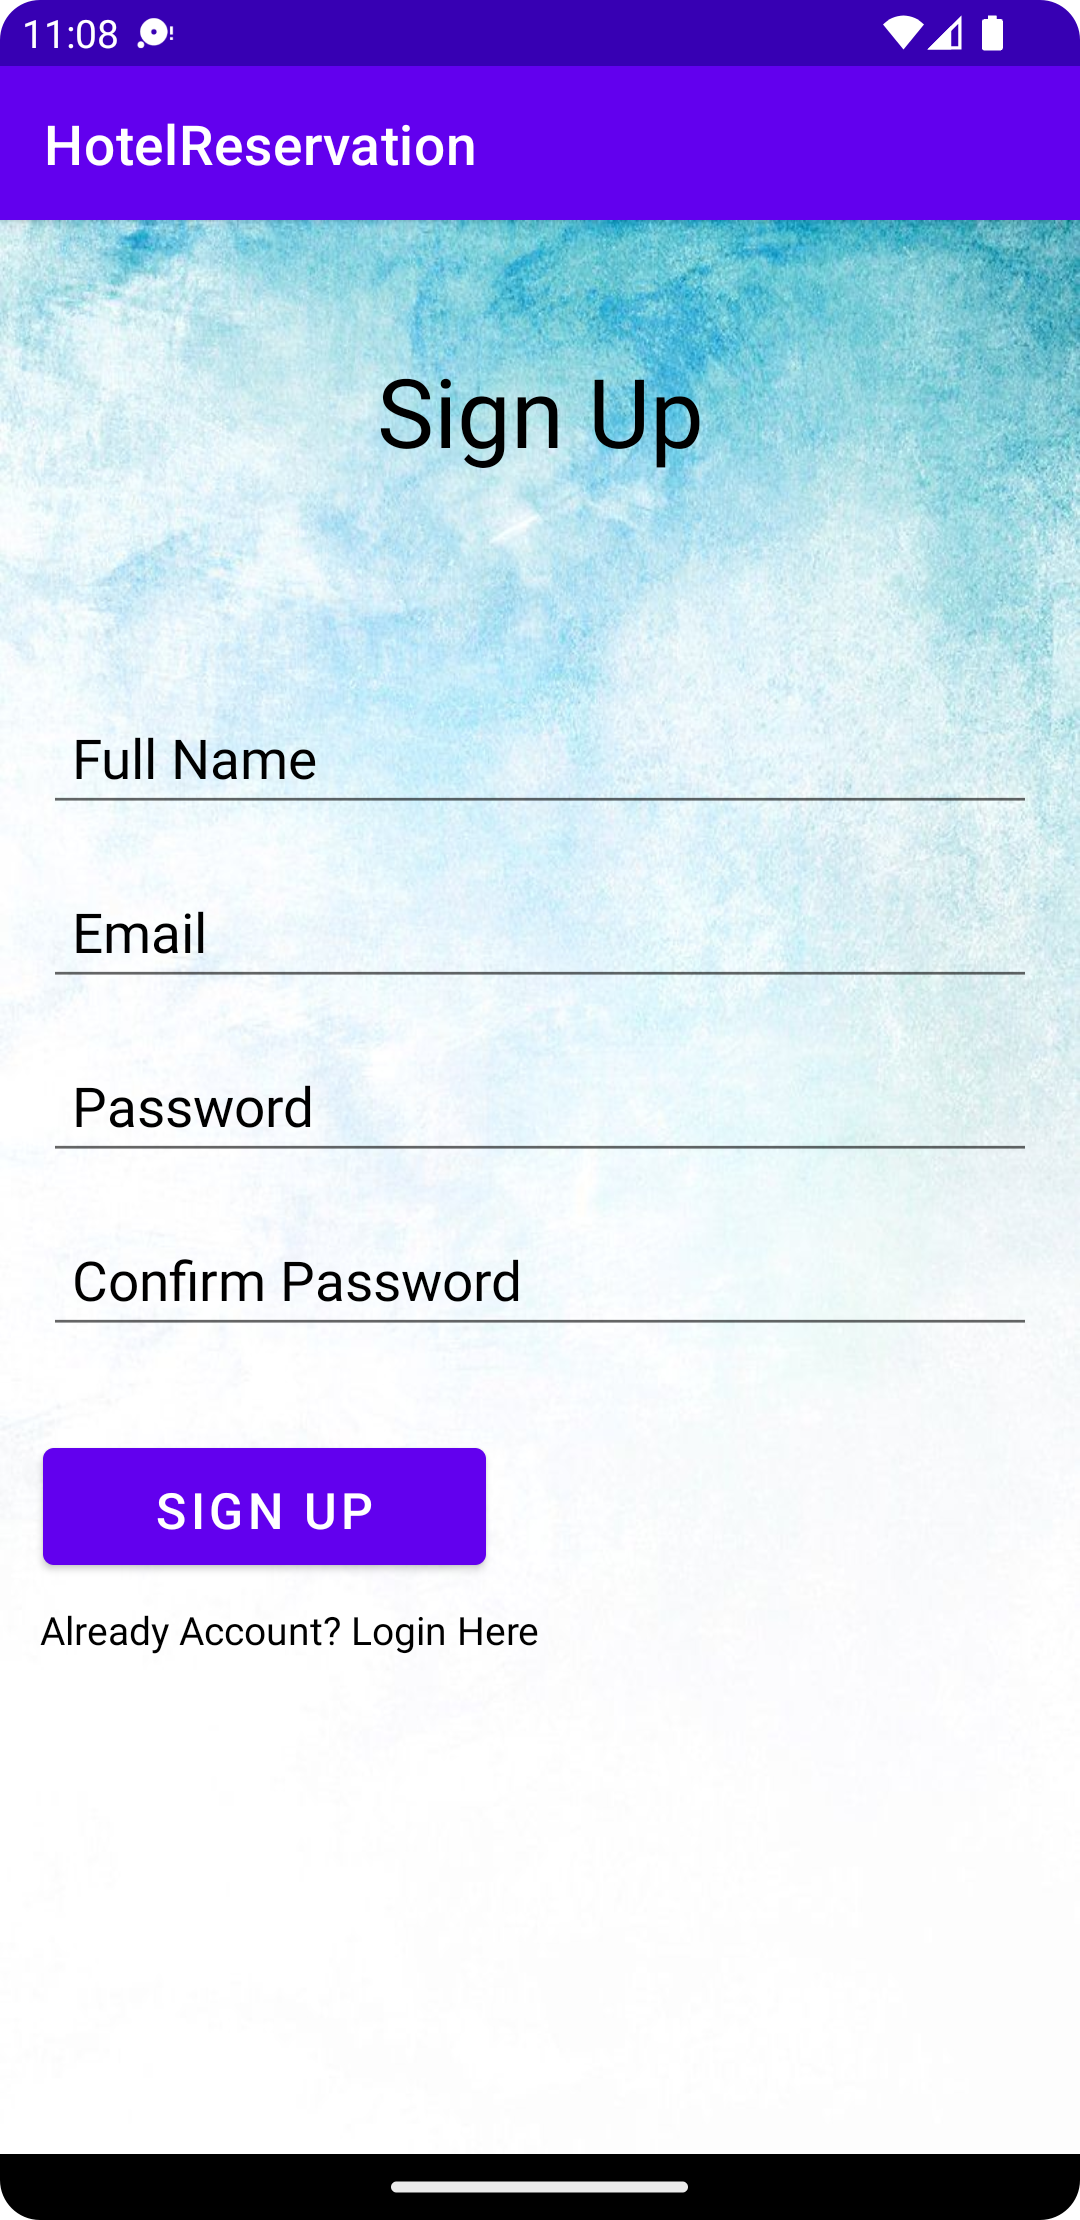 11:08
HotelReservation
Sign Up
Full Name
Email
Password
Confirm Password
SIGN UP
Already Account? Login Here